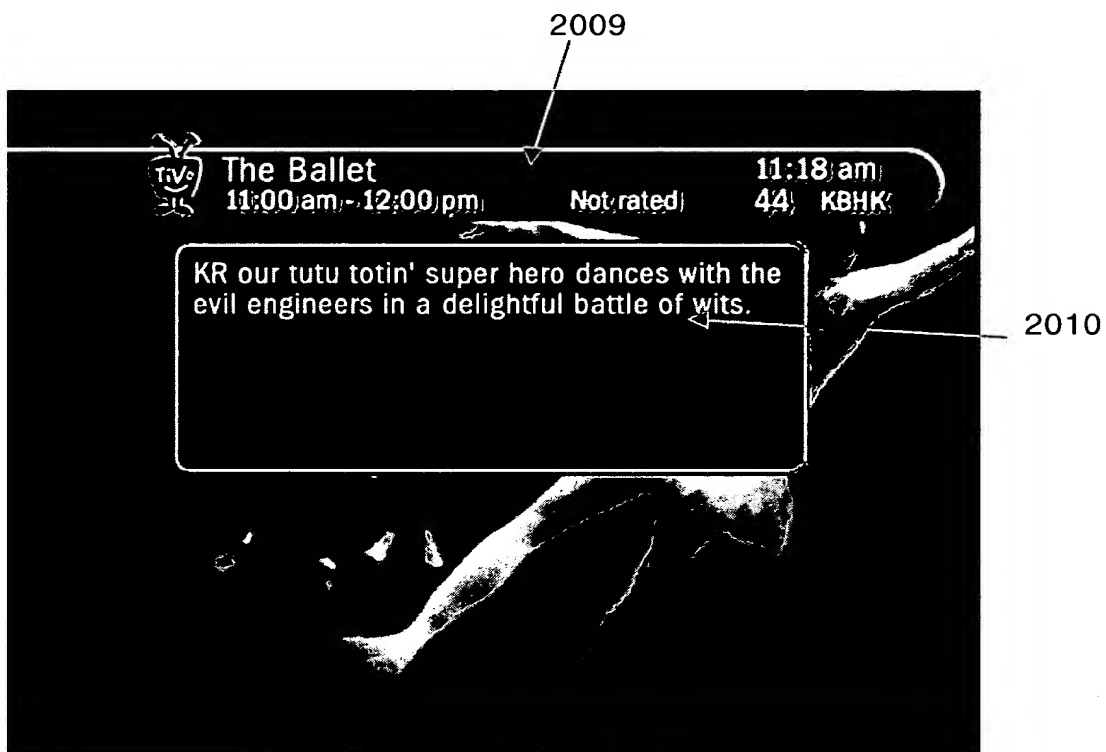 2009
TiVo The Ballet 11:18 am
11:00 am - 12:00 pm Not rated 44 KBHK
KR our tutu totin' super hero dances with the
evil engineers in a delightful battle of wits.
2010